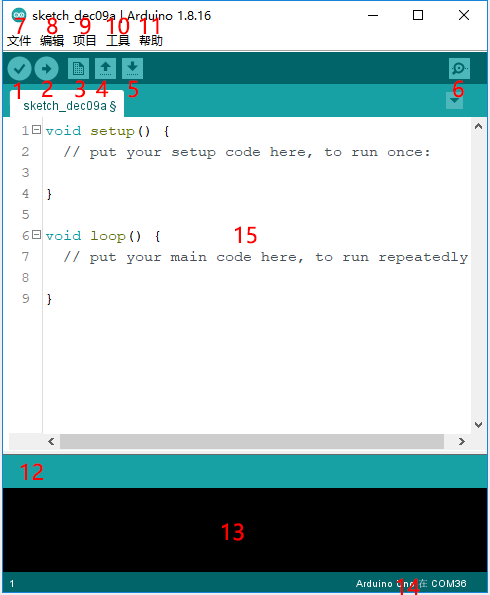 sketch_dec09a | Arduino 1.8.16
7 8 9 10 11
文件 编辑 项目 工具 帮助
1 2 3 4 5 6
sketch_dec09a §
1 void setup() {
2 // put your setup code here, to run once:
3
4 }
5
6 void loop() { 15
7 // put your main code here, to run repeatedly
8
9 }
12
13
1 Arduino Uno 在 COM36
14